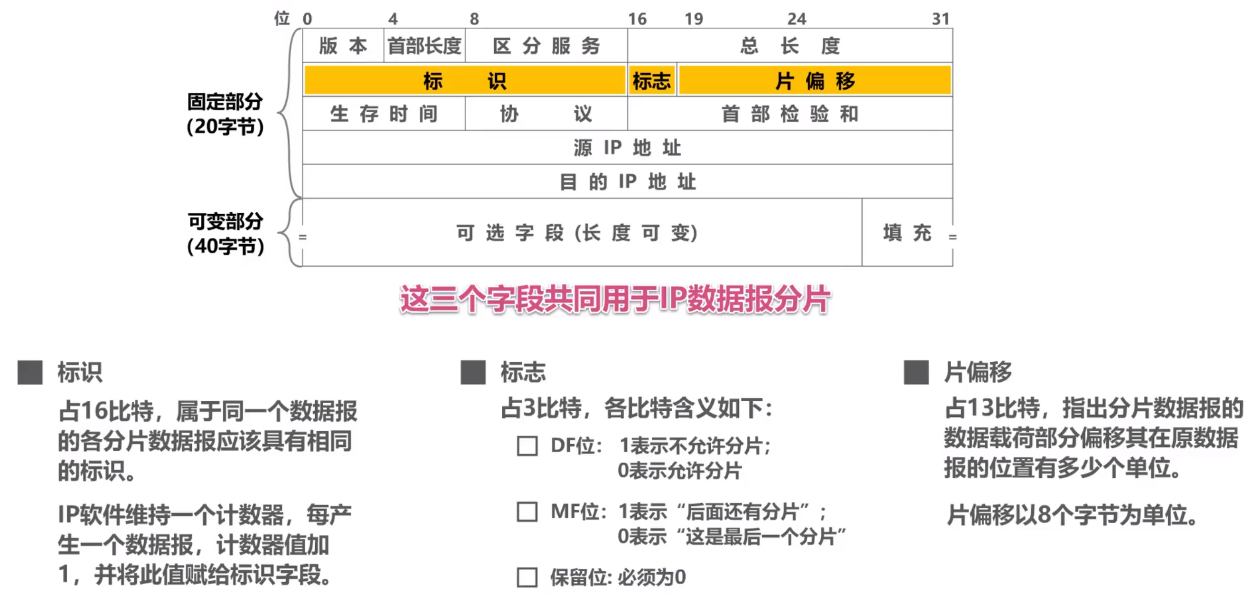 位 0 4 8 16 19 24 31
版本 首部长度 区分服务 总长度
标识 标志 片偏移
固定部分
(20字节)
生存时间 协议 首部检验和
源IP地址
目的IP地址
可变部分
(40字节)
可选字段(长度可变) 填充
这三个字段共同用于IP数据报分片
标识
占16比特，属于同一个数据报
的各分片数据报应该具有相同
的标识。
IP软件维持一个计数器，每产
生一个数据报，计数器值加
1，并将此值赋给标识字段。
标志
占3比特，各比特含义如下：
DF位： 1表示不允许分片；
0表示允许分片
MF位：1表示“后面还有分片”；
0表示“这是最后一个分片”
保留位: 必须为0
片偏移
占13比特，指出分片数据报的
数据载荷部分偏移其在原数据
报的位置有多少个单位。
片偏移以8个字节为单位。